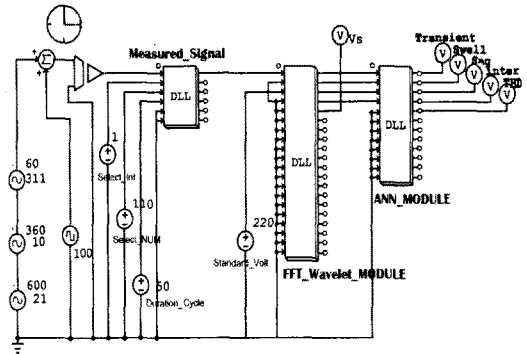 Transient
Swell
Sag
Inter
THD
Vs
V
V
V
V
V
V
Measured_Signal
DLL
DLL
DLL
ANN_MODULE
1
Select_Int
60
311
110
Select_NUM
220
Standard_Volt
360
10
100
FFT_Wavelet_MODULE
600
21
50
Duration_Cycle